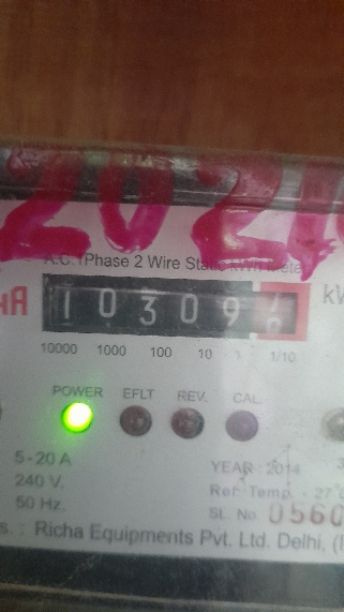 2021
A.C. 1Phase 2 Wire Static kWh Meter
10309 kW
10000 1000 100 10 1 1/10
POWER EFLT REV. CAL.
5-20 A
240 V.
50 Hz.
YEAR : 2014
Ref. Temp. - 27°
SL. No. 0560
s. : Richa Equipments Pvt. Ltd. Delhi, (I